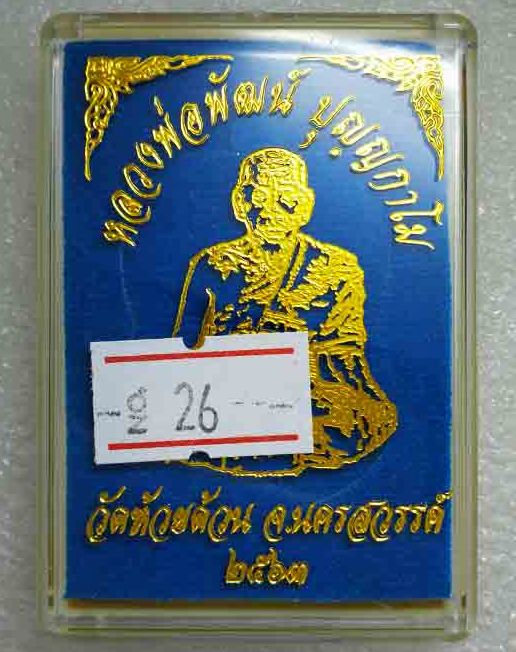 หลวงพ่อพัฒน์ ปุญญกาโม
№ 26
วัดห้วยด้วน จ.นครสวรรค์
๒๕๖๓